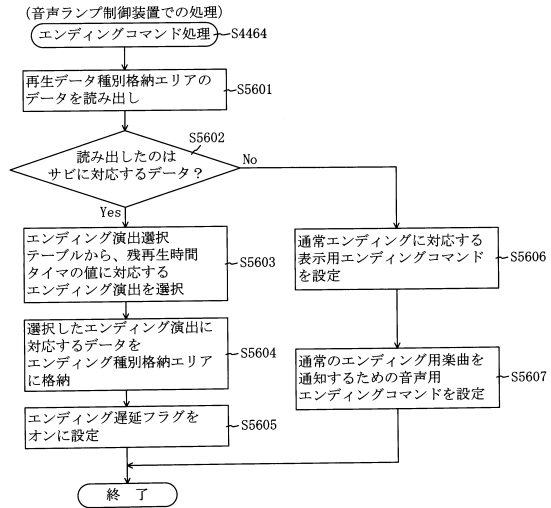 (音声ランプ制御装置での処理)
エンディングコマンド処理
S4464
再生データ種別格納エリアの
データを読み出し
S5601
S5602
読み出したのは
サビに対応するデータ?
No
Yes
エンディング演出選択
テーブルから、残再生時間
タイマの値に対応する
エンディング演出を選択
S5603
通常エンディングに対応する
表示用エンディングコマンド
を設定
S5606
選択したエンディング演出に
対応するデータを
エンディング種別格納エリア
に格納
S5604
通常のエンディング用楽曲を
通知するための音声用
エンディングコマンドを設定
S5607
エンディング遅延フラグを
オンに設定
S5605
終 了